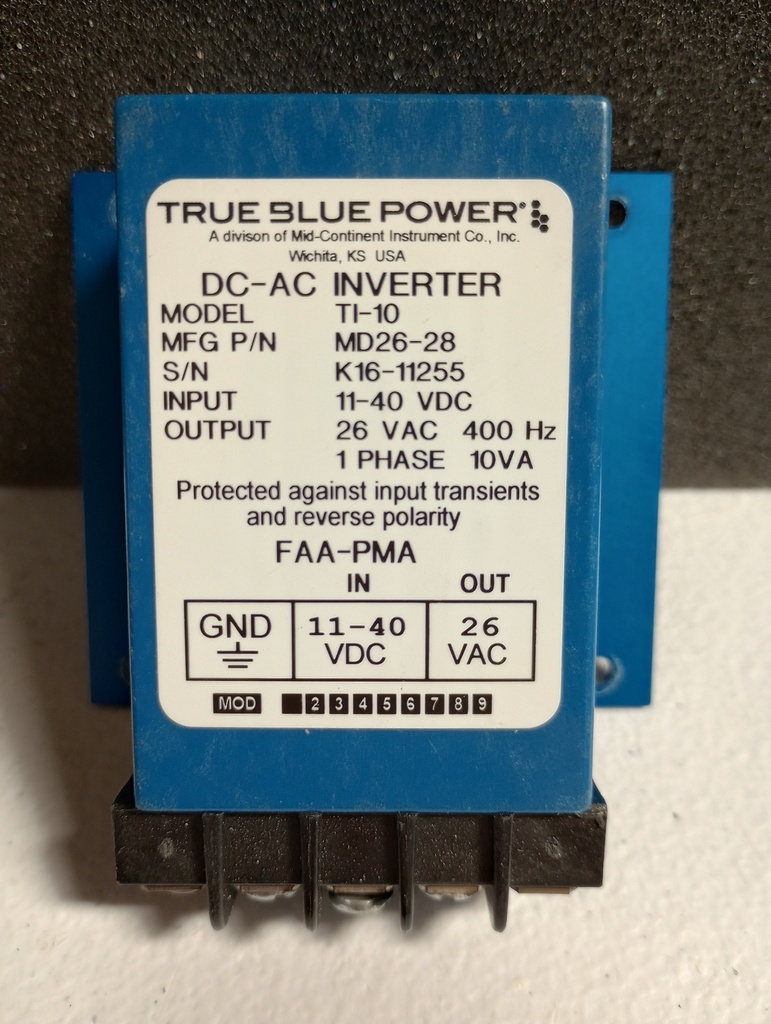 TRUE BLUE POWER®
A divison of Mid-Continent Instrument Co., Inc.
Wichita, KS USA
DC-AC INVERTER
MODEL TI-10
MFG P/N MD26-28
S/N K16-11255
INPUT 11-40 VDC
OUTPUT 26 VAC 400 Hz
1 PHASE 10VA
Protected against input transients
and reverse polarity
FAA-PMA
IN OUT
GND 11-40 26
VDC VAC
MOD 2 3 4 5 6 7 8 9